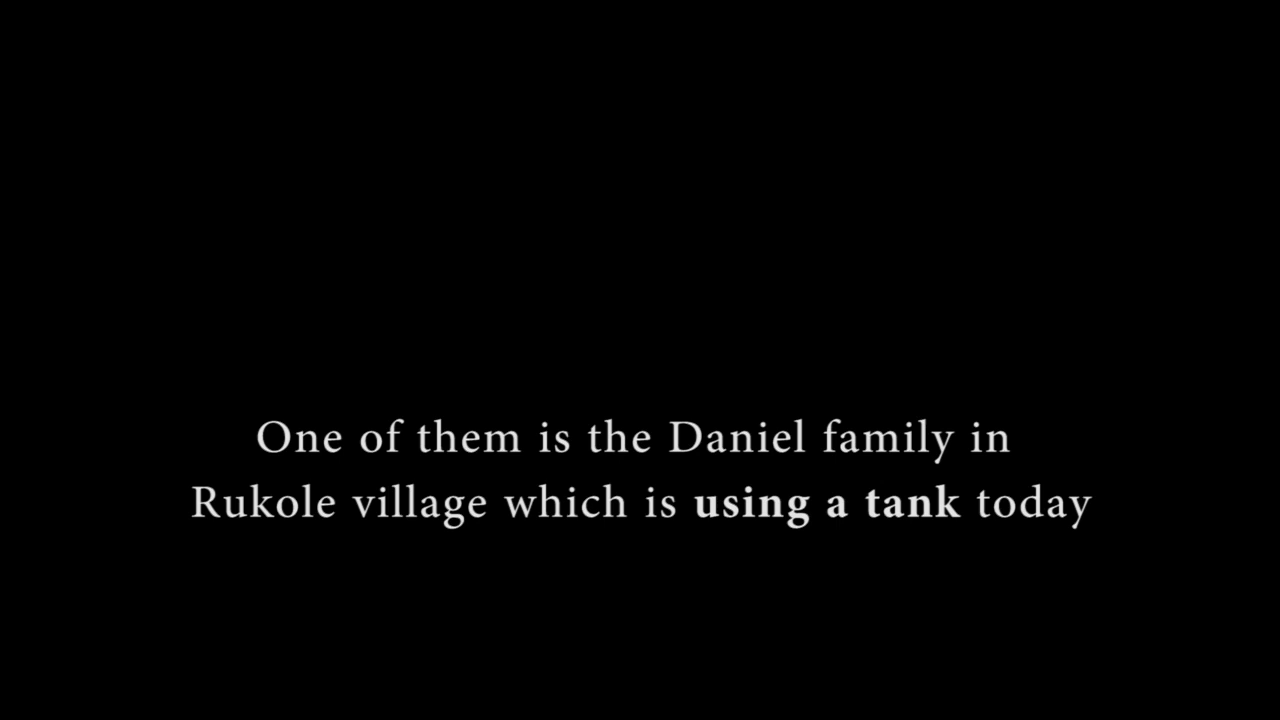 One of them is the Daniel family in
Rukole village which is using a tank today